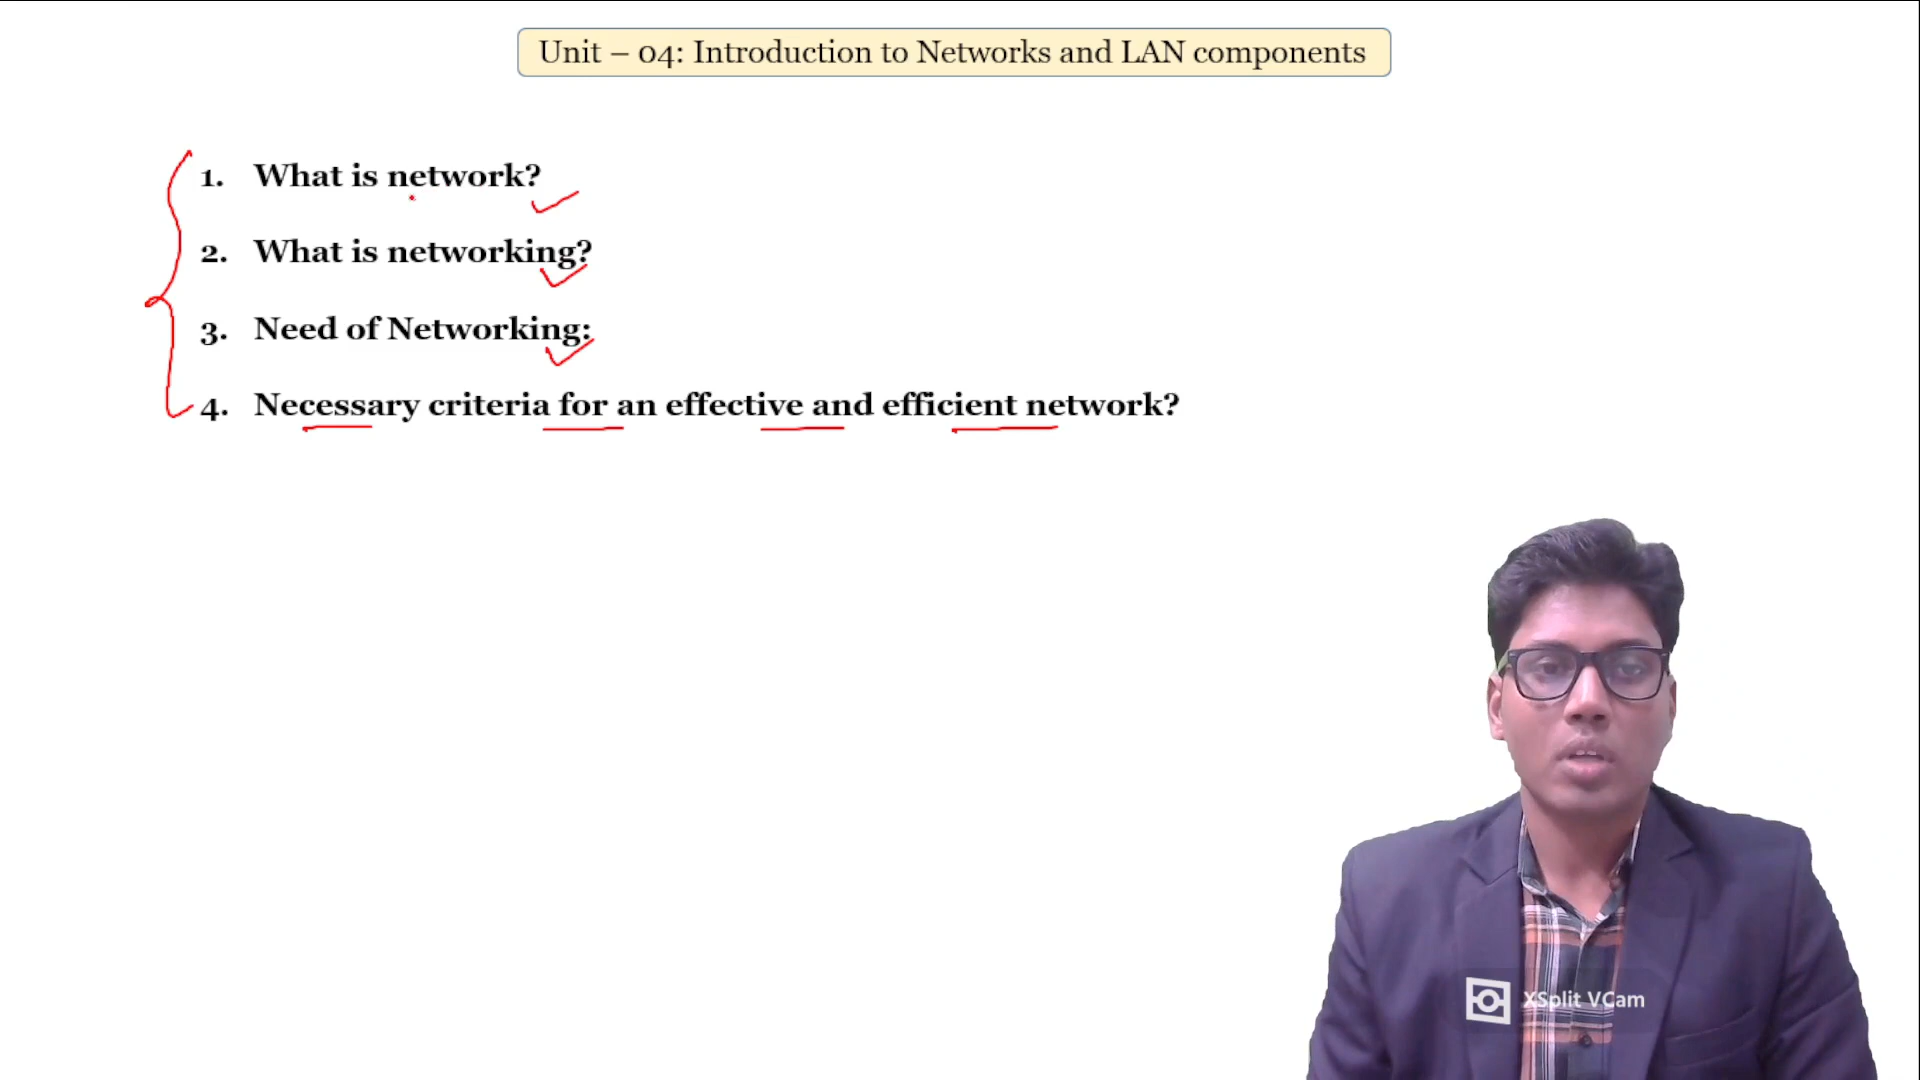 Unit – 04: Introduction to Networks and LAN components
1. What is network?
2. What is networking?
3. Need of Networking:
4. Necessary criteria for an effective and efficient network?
XSplit VCam